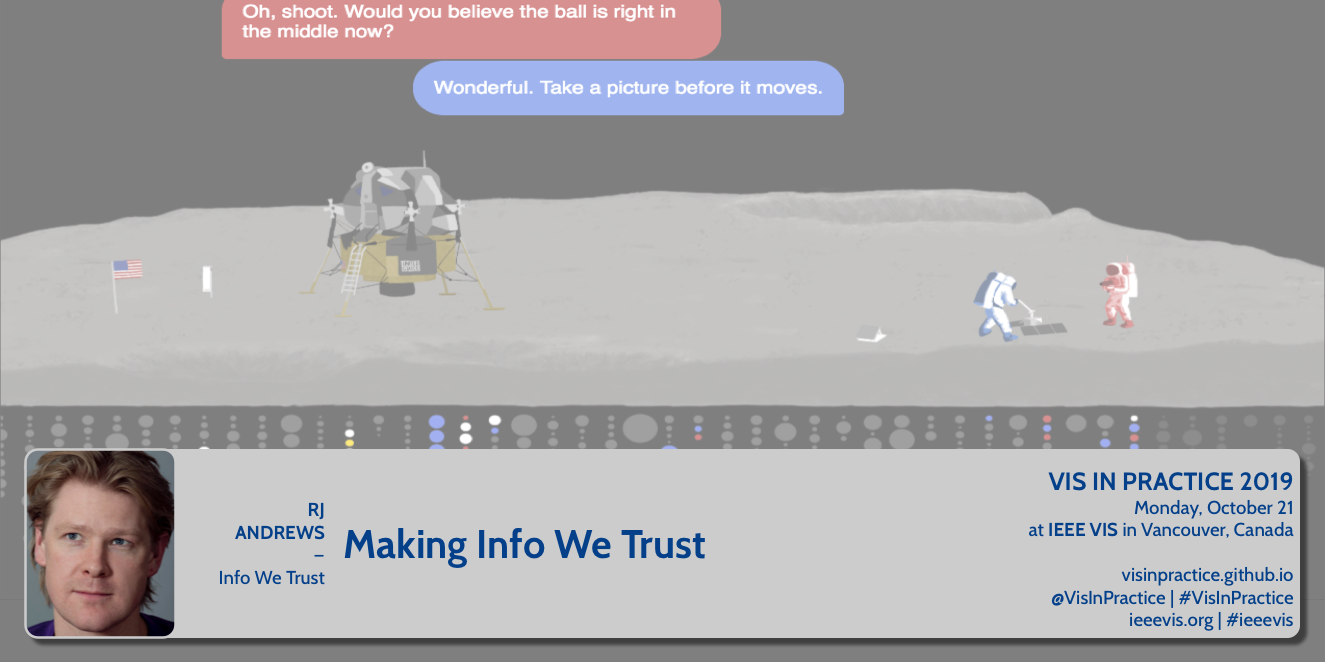 Oh, shoot. Would you believe the ball is right in
the middle now?
Wonderful. Take a picture before it moves.
RJ
ANDREWS
–
Info We Trust
Making Info We Trust
VIS IN PRACTICE 2019
Monday, October 21
at IEEE VIS in Vancouver, Canada
visinpractice.github.io
@VisInPractice | #VisInPractice
ieeevis.org | #ieeevis